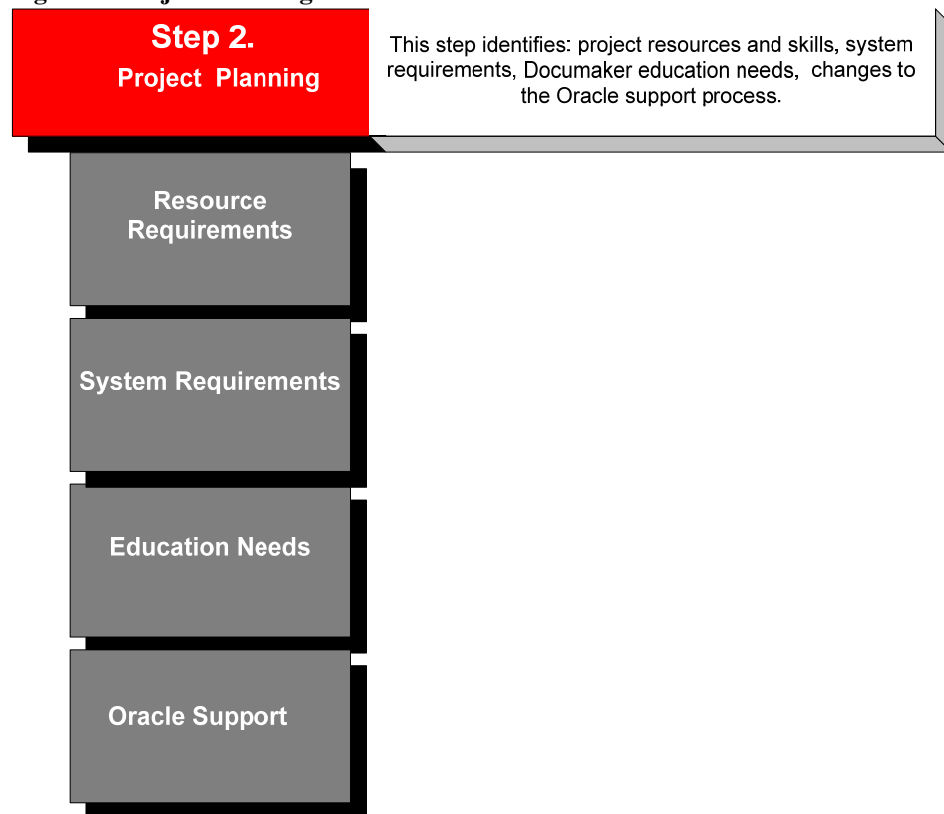 Step 2.
Project Planning
This step identifies: project resources and skills, system
requirements, Documaker education needs, changes to
the Oracle support process.
Resource
Requirements
System Requirements
Education Needs
Oracle Support